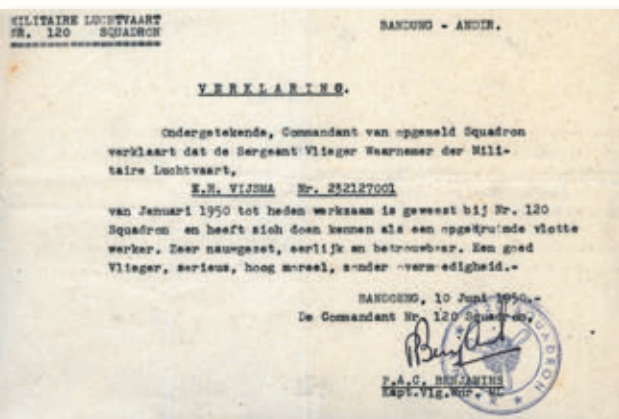 MILITAIRE LUCHTVAART
NR. 120 SQUADRON
BANDUNG - ANDIR.
VERKLARING.
Ondergetekende, Commandant van opgemeld Squadron
verklaart dat de Sergeant Vlieger Waarnemer der Mili-
taire Luchtvaart,
E.H. VIJSMA Nr. 232127001
van Januari 1950 tot heden werkzaam is geweest bij Nr. 120
Squadron en heeft zich doen kennen als een opgeruimde vlotte
werker. Zeer nauwgezet, eerlijk en betrouwbaar. Een goed
Vlieger, serieus, hoog moreel, zonder overmoedigheid.-
BANDOENG, 10 Juni 1950.-
De Commandant Nr. 120 Squadron,
P.A.C. BENJAMINS
Kapt.Vlg.Wnr. ML
SQUADRON